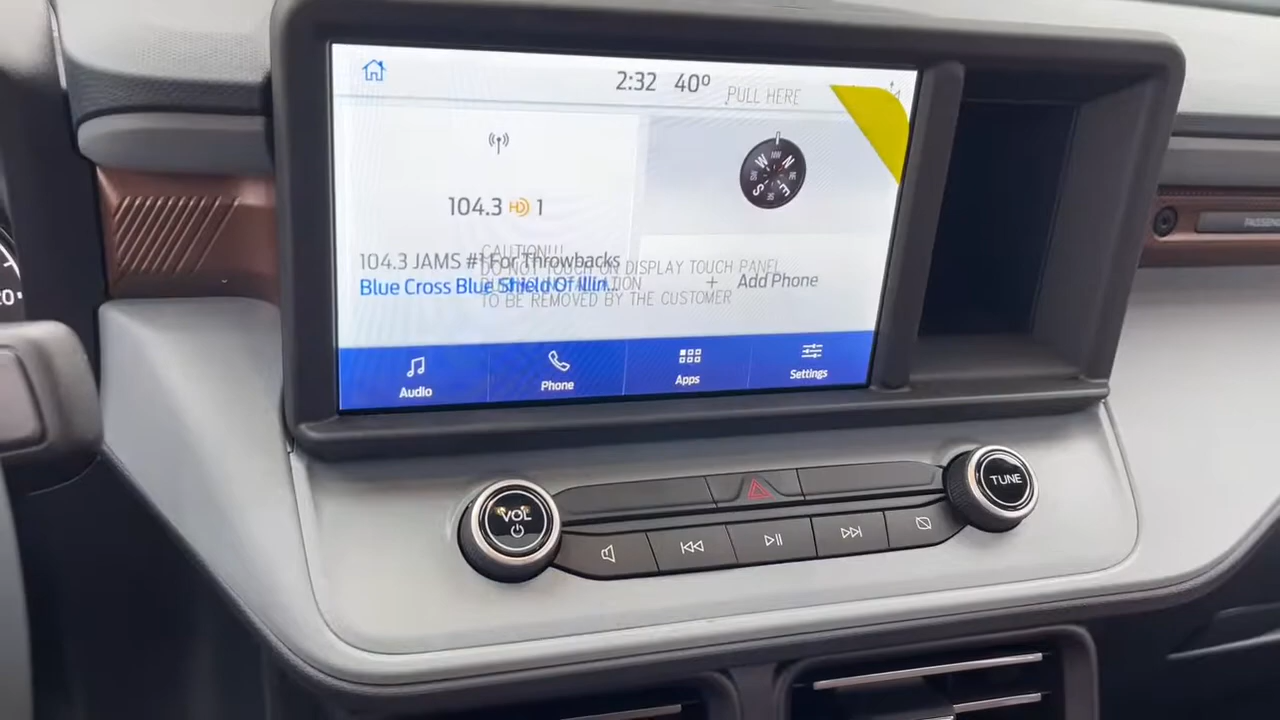 2:32 40°
PULL HERE
N
W
E
S
104.3 HD 1
104.3 JAMS #1 For Throwbacks
Blue Cross Blue Shield Of Illin...
CAUTION!!!
DO NOT TOUCH ON DISPLAY TOUCH PANEL
TO BE REMOVED BY THE CUSTOMER
+ Add Phone
Audio
Phone
Apps
Settings
VOL
TUNE
20
PASSEN